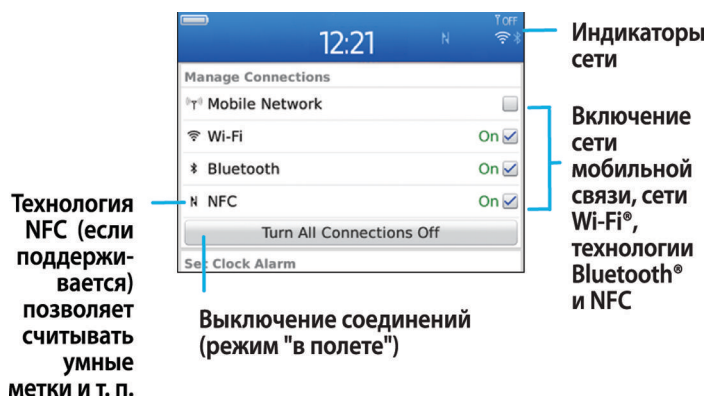 OFF
12:21
Индикаторы
сети
Manage Connections
Mobile Network
Wi-Fi On
Bluetooth On
NFC On
Turn All Connections Off
Set Clock Alarm
Включение
сети
мобильной
связи, сети
Wi-Fi®,
технологии
Bluetooth®
и NFC
Технология
NFC (если
поддержи-
вается)
позволяет
считывать
умные
метки и т. п.
Выключение соединений
(режим "в полете")